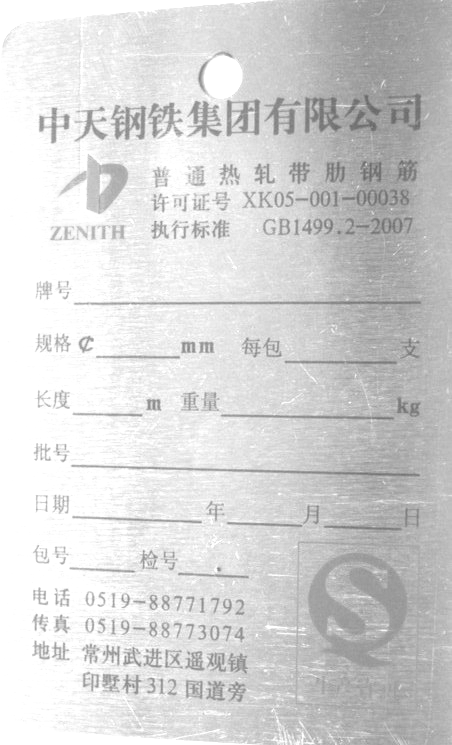 中天钢铁集团有限公司
普通热轧带肋钢筋
ZENITH
许可证号 XK05-001-00038
执行标准 GB1499.2-2007
牌号
规格 ₵ mm 每包 支
长度 m 重量 kg
批号
日期 年 月 日
包号 检号
电话 0519-88771792
传真 0519-88773074
地址 常州武进区遥观镇
印墅村312国道旁